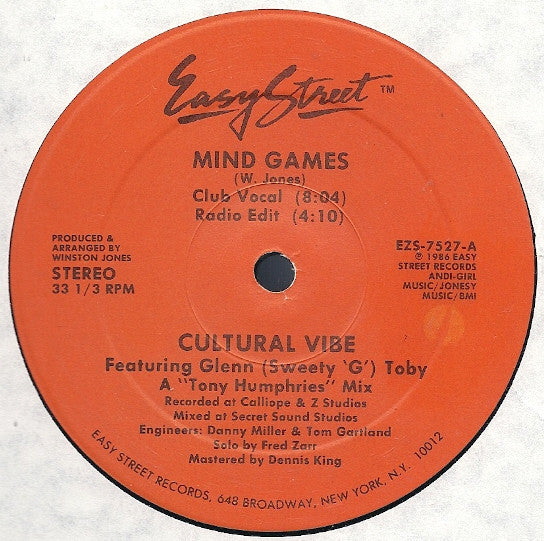 Easy Street ™
MIND GAMES
(W. Jones)
Club Vocal (8:04)
Radio Edit (4:10)
PRODUCED &
ARRANGED BY
WINSTON JONES
STEREO
33 1/3 RPM
EZS-7527-A
℗ 1986 EASY
STREET RECORDS
ANDI-GIRL
MUSIC/JONESY
MUSIC/BMI
CULTURAL VIBE
Featuring Glenn (Sweety 'G') Toby
A "Tony Humphries" Mix
Recorded at Calliope & Z Studios
Mixed at Secret Sound Studios
Engineers: Danny Miller & Tom Gartland
Solo by Fred Zarr
Mastered by Dennis King
EASY STREET RECORDS, 648 BROADWAY, NEW YORK, N.Y. 10012